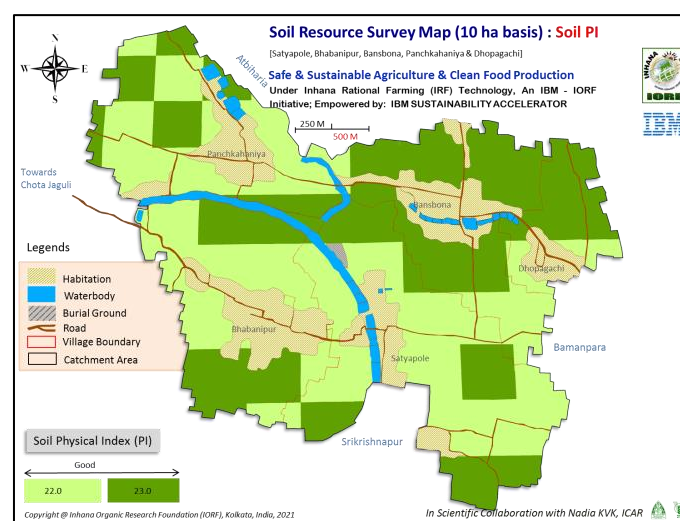 Soil Resource Survey Map (10 ha basis) : Soil PI
[Satyapole, Bhabanipur, Bansbona, Panchkahaniya & Dhopagachi]
Safe & Sustainable Agriculture & Clean Food Production
Under Inhana Rational Farming (IRF) Technology, An IBM - IORF
Initiative; Empowered by: IBM SUSTAINABILITY ACCELERATOR
N
W E
S
INHANA
IORF
IBM
250 M
500 M
Atbiharia
Panchkahaniya
Towards
Chota Jaguli
Bansbona
Dhopagachi
Legends
Habitation
Waterbody
Burial Ground
Road
Village Boundary
Catchment Area
Bhabanipur
Satyapole
Bamanpara
Srikrishnapur
Soil Physical Index (PI)
Good
22.0 23.0
Copyright @ Inhana Organic Research Foundation (IORF), Kolkata, India, 2021
In Scientific Collaboration with Nadia KVK, ICAR